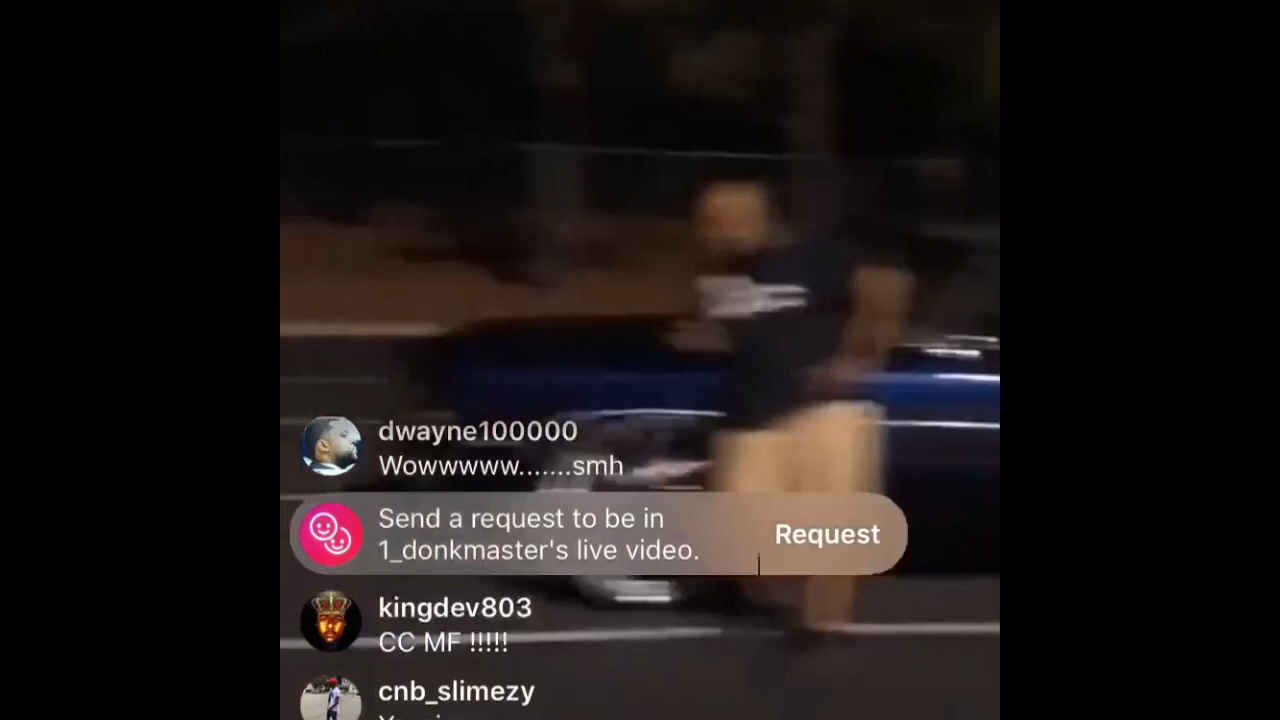 dwayne100000
Wowwwww.......smh
Send a request to be in
1_donkmaster's live video.
Request
kingdev803
CC MF !!!!!
cnb_slimezy